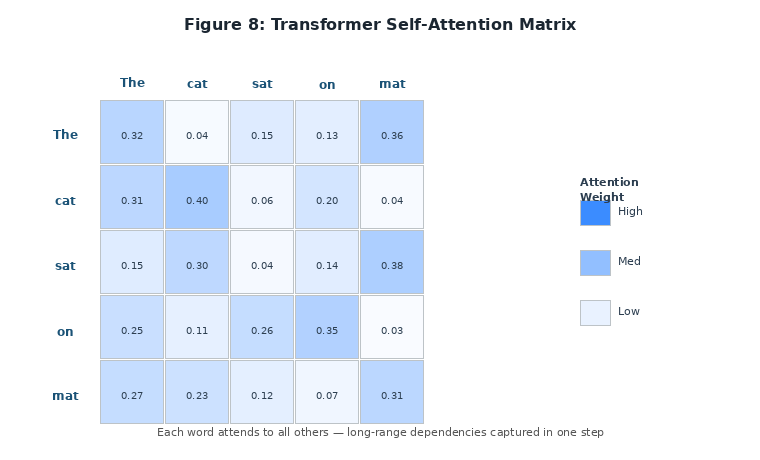 Figure 8: Transformer Self-Attention Matrix
The cat sat on mat
The 0.32 0.04 0.15 0.13 0.36
cat 0.31 0.40 0.06 0.20 0.04
sat 0.15 0.30 0.04 0.14 0.38
on 0.25 0.11 0.26 0.35 0.03
mat 0.27 0.23 0.12 0.07 0.31
Attention
Weight
High
Med
Low
Each word attends to all others — long-range dependencies captured in one step